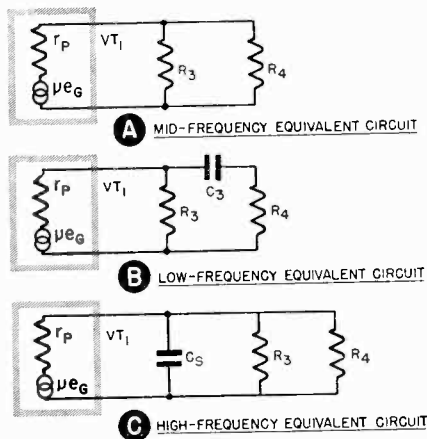 rP VT1 R3 R4
μeG
A MID-FREQUENCY EQUIVALENT CIRCUIT
C3
rP VT1 R3 R4
μeG
B LOW-FREQUENCY EQUIVALENT CIRCUIT
rP VT1 CS R3 R4
μeG
C HIGH-FREQUENCY EQUIVALENT CIRCUIT